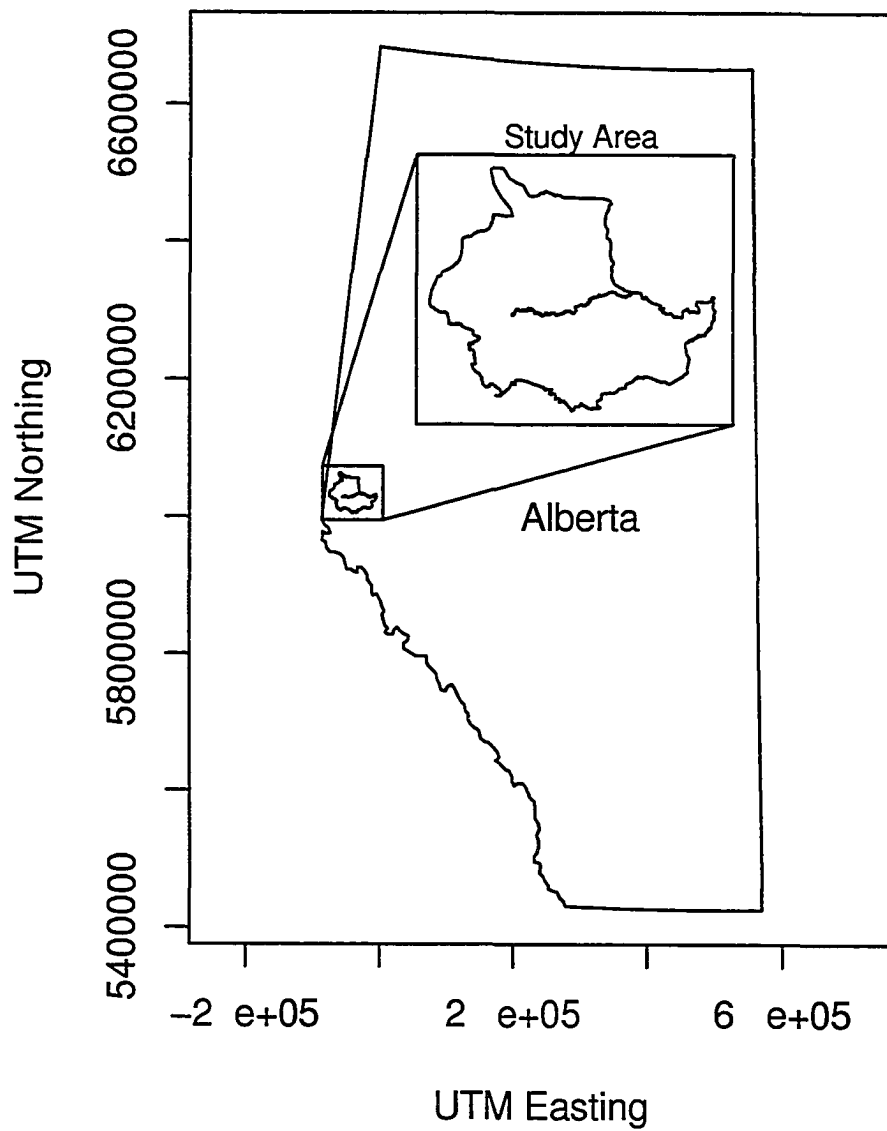 Study Area
Alberta
UTM Northing
6600000
6200000
5800000
5400000
−2 e+05
2 e+05
6 e+05
UTM Easting